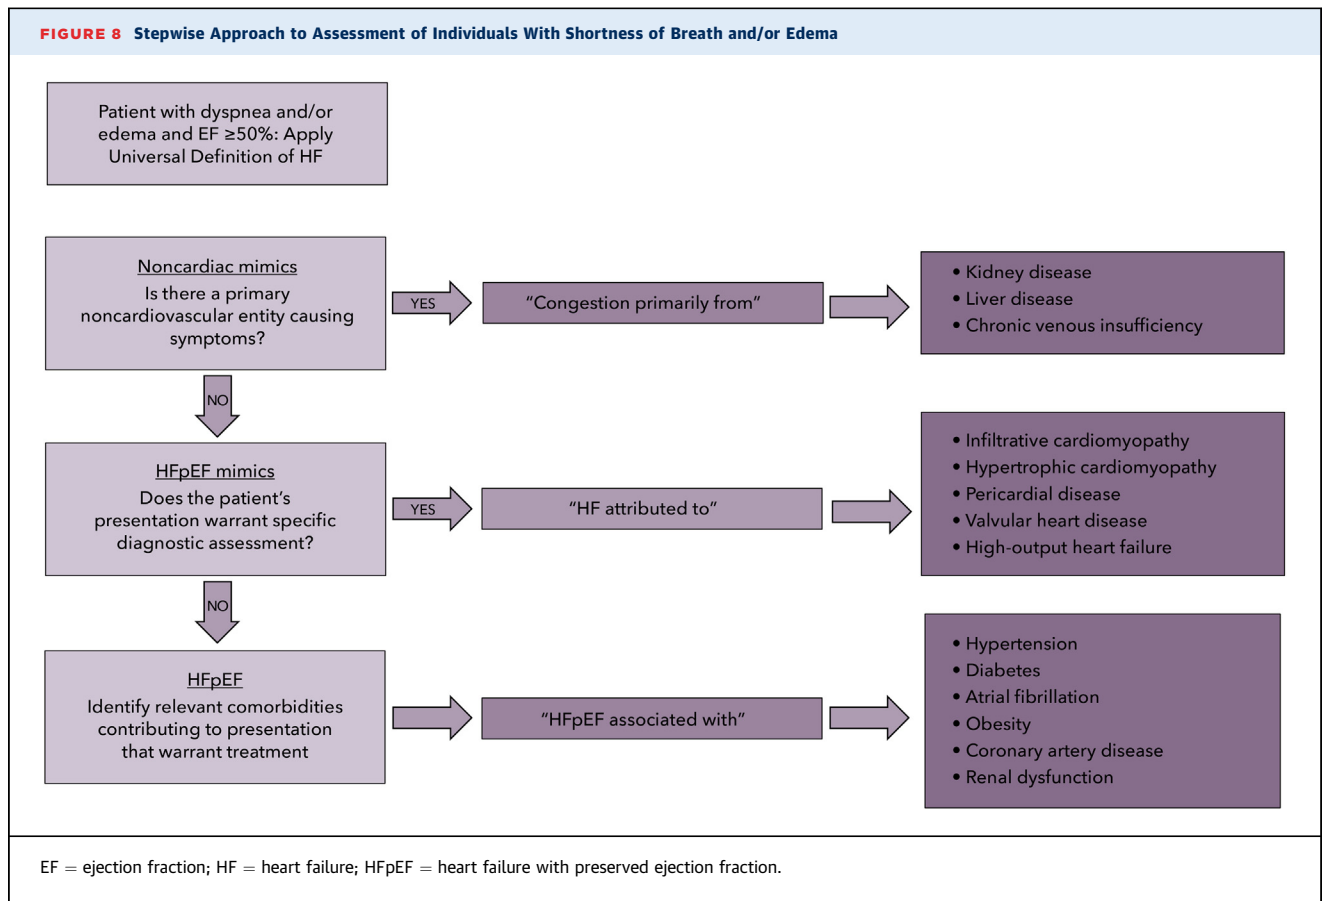 FIGURE 8 Stepwise Approach to Assessment of Individuals With Shortness of Breath and/or Edema
Patient with dyspnea and/or
edema and EF ≥50%: Apply
Universal Definition of HF
Noncardiac mimics
Is there a primary
noncardiovascular entity causing
symptoms?
YES
"Congestion primarily from"
• Kidney disease
• Liver disease
• Chronic venous insufficiency
NO
HFpEF mimics
Does the patient's
presentation warrant specific
diagnostic assessment?
YES
"HF attributed to"
• Infiltrative cardiomyopathy
• Hypertrophic cardiomyopathy
• Pericardial disease
• Valvular heart disease
• High-output heart failure
NO
HFpEF
Identify relevant comorbidities
contributing to presentation
that warrant treatment
"HFpEF associated with"
• Hypertension
• Diabetes
• Atrial fibrillation
• Obesity
• Coronary artery disease
• Renal dysfunction
EF = ejection fraction; HF = heart failure; HFpEF = heart failure with preserved ejection fraction.